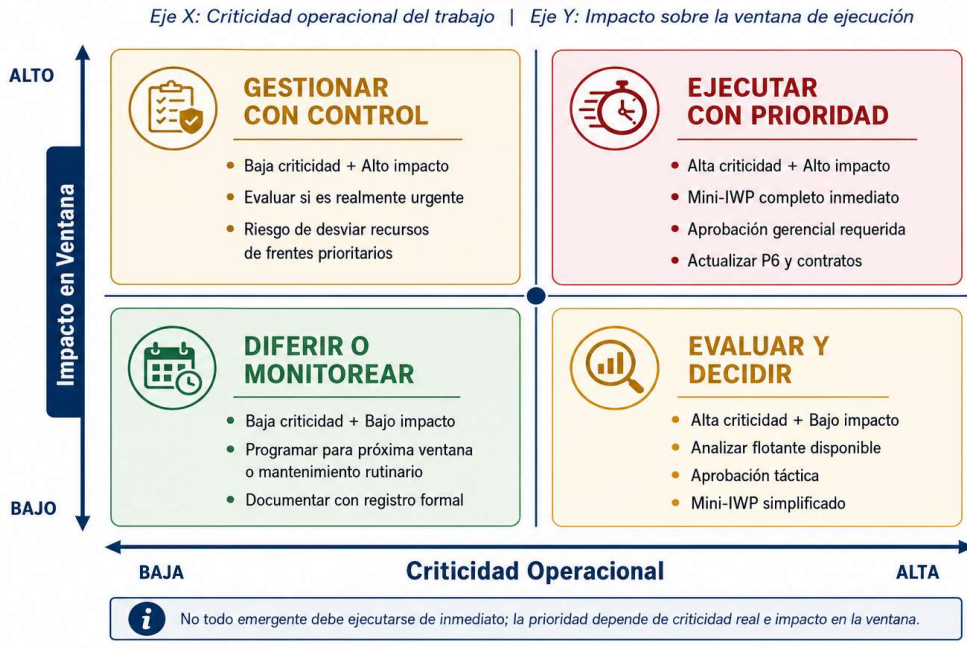 Eje X: Criticidad operacional del trabajo | Eje Y: Impacto sobre la ventana de ejecución
ALTO
Impacto en Ventana
BAJO
GESTIONAR
CON CONTROL
• Baja criticidad + Alto impacto
• Evaluar si es realmente urgente
• Riesgo de desviar recursos
de frentes prioritarios
EJECUTAR
CON PRIORIDAD
• Alta criticidad + Alto impacto
• Mini-IWP completo inmediato
• Aprobación gerencial requerida
• Actualizar P6 y contratos
DIFERIR O
MONITOREAR
• Baja criticidad + Bajo impacto
• Programar para próxima ventana
o mantenimiento rutinario
• Documentar con registro formal
EVALUAR Y
DECIDIR
• Alta criticidad + Bajo impacto
• Analizar flotante disponible
• Aprobación táctica
• Mini-IWP simplificado
BAJA
Criticidad Operacional
ALTA
i
No todo emergente debe ejecutarse de inmediato; la prioridad depende de criticidad real e impacto en la ventana.